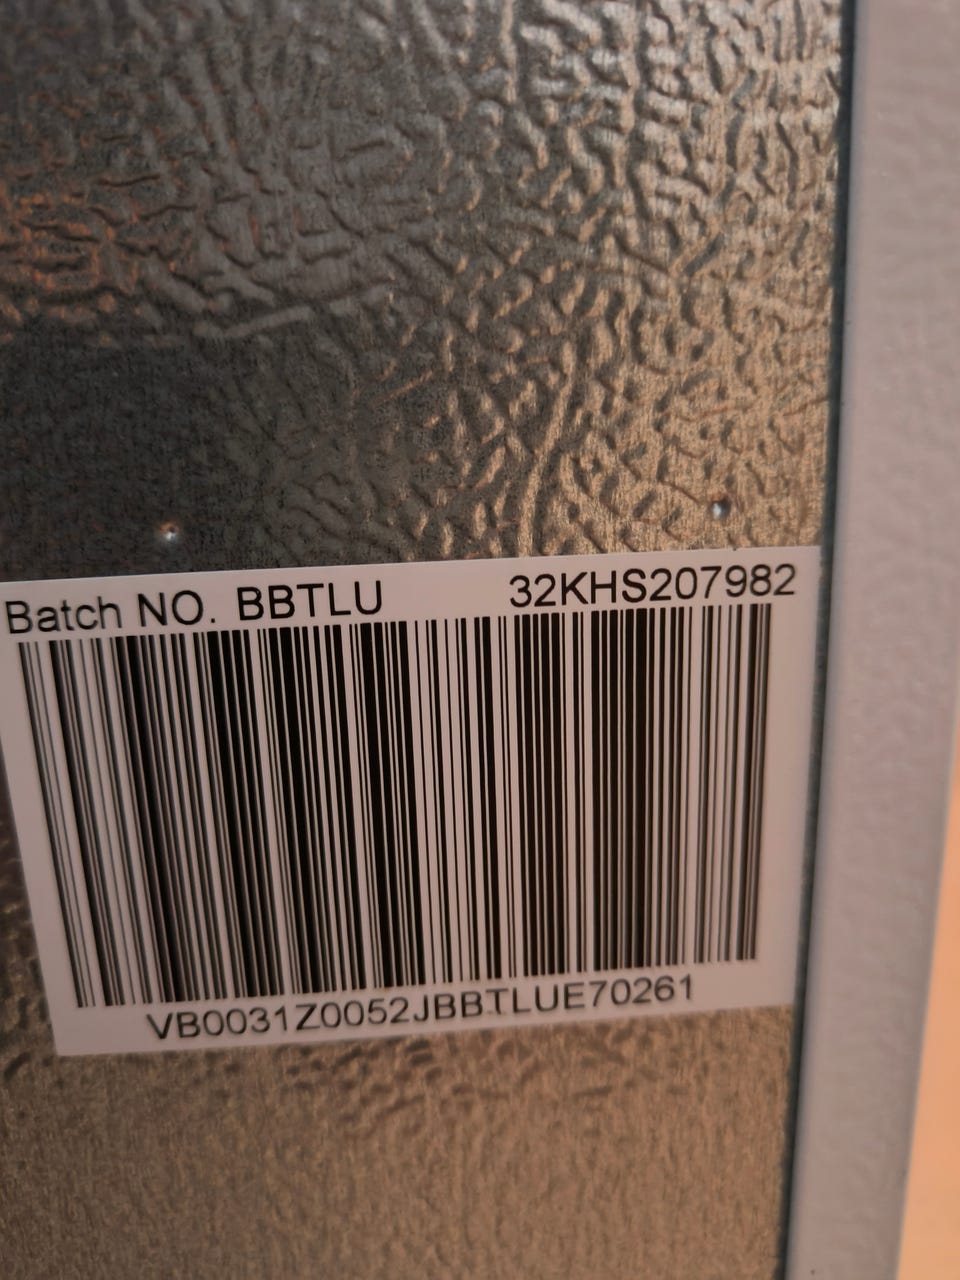 Batch NO. BBTLU 32KHS207982
VB0031Z0052JBBTLUE70261